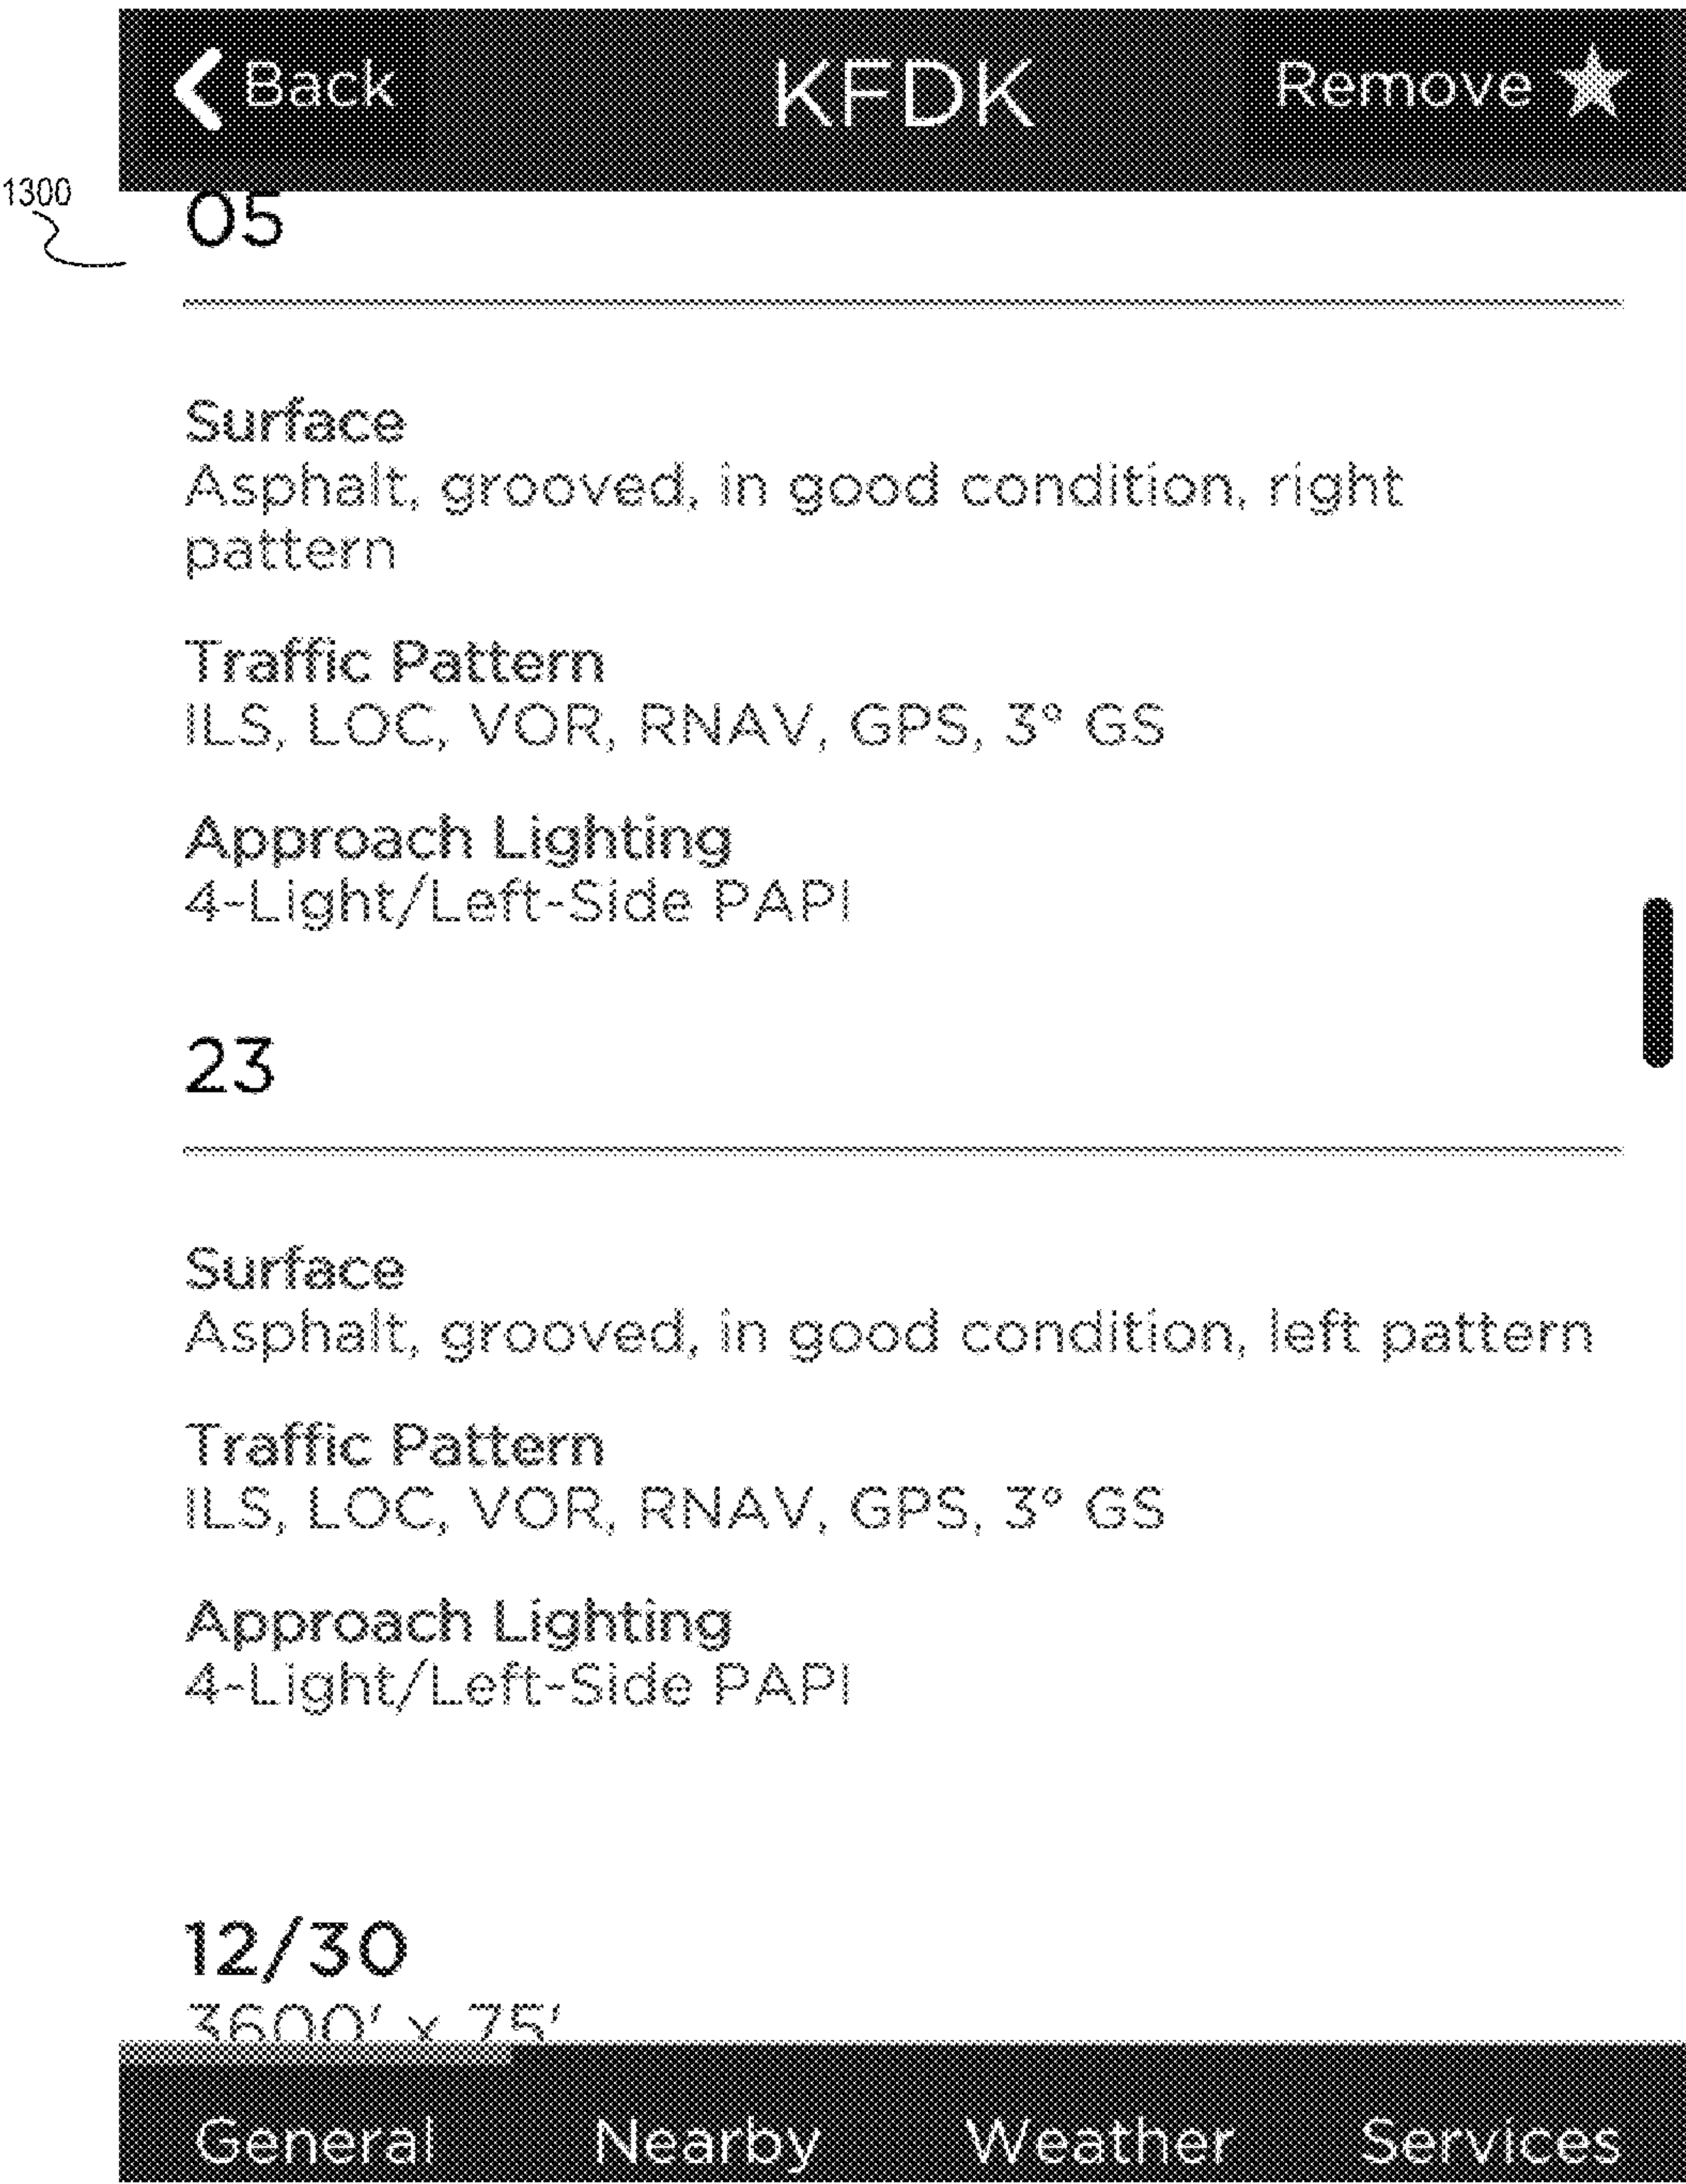 Back KFDK Remove
1300
05
Surface
Asphalt, grooved, in good condition, right
pattern
Traffic Pattern
ILS, LOC, VOR, RNAV, GPS, 3° GS
Approach Lighting
4-Light/Left-Side PAPI
23
Surface
Asphalt, grooved, in good condition, left pattern
Traffic Pattern
ILS, LOC, VOR, RNAV, GPS, 3° GS
Approach Lighting
4-Light/Left-Side PAPI
12/30
3600' x 75'
General Nearby Weather Services